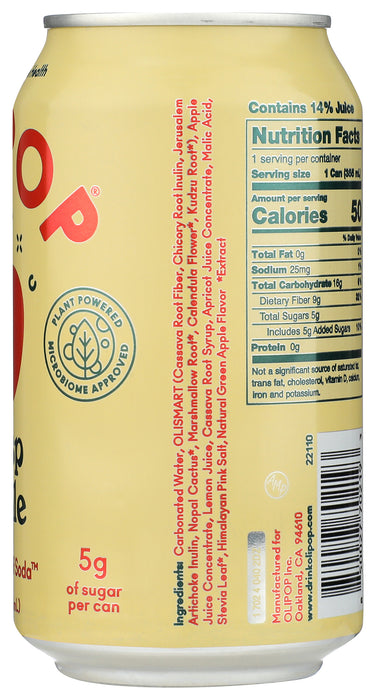 health
OP
®
PLANT POWERED
MICROBIOME APPROVED
Soda™
5g
of sugar
per can
Ingredients: Carbonated Water, OLISMART (Cassava Root Fiber, Chicory Root Inulin, Jerusalem
Artichoke Inulin, Nopal Cactus*, Marshmallow Root*, Calendula Flower*, Kudzu Root*), Apple
Juice Concentrate, Lemon Juice, Cassava Root Syrup, Apricot Juice Concentrate, Malic Acid,
Stevia Leaf*, Himalayan Pink Salt, Natural Green Apple Flavor *Extract
Contains 14% Juice
Nutrition Facts
1 serving per container
Serving size 1 Can (355 mL
Amount per serving
Calories 50
% Daily
Total Fat 0g
Sodium 25mg
Total Carbohydrate 16g
Dietary Fiber 9g
Total Sugars 5g
Includes 5g Added Sugars
Protein 0g
Not a significant source of saturated
trans fat, cholesterol, vitamin D, calcium,
iron and potassium.
22110
Manufactured for
OLIPOP Inc.
Oakland, CA 94610
www.drinkolipop.com